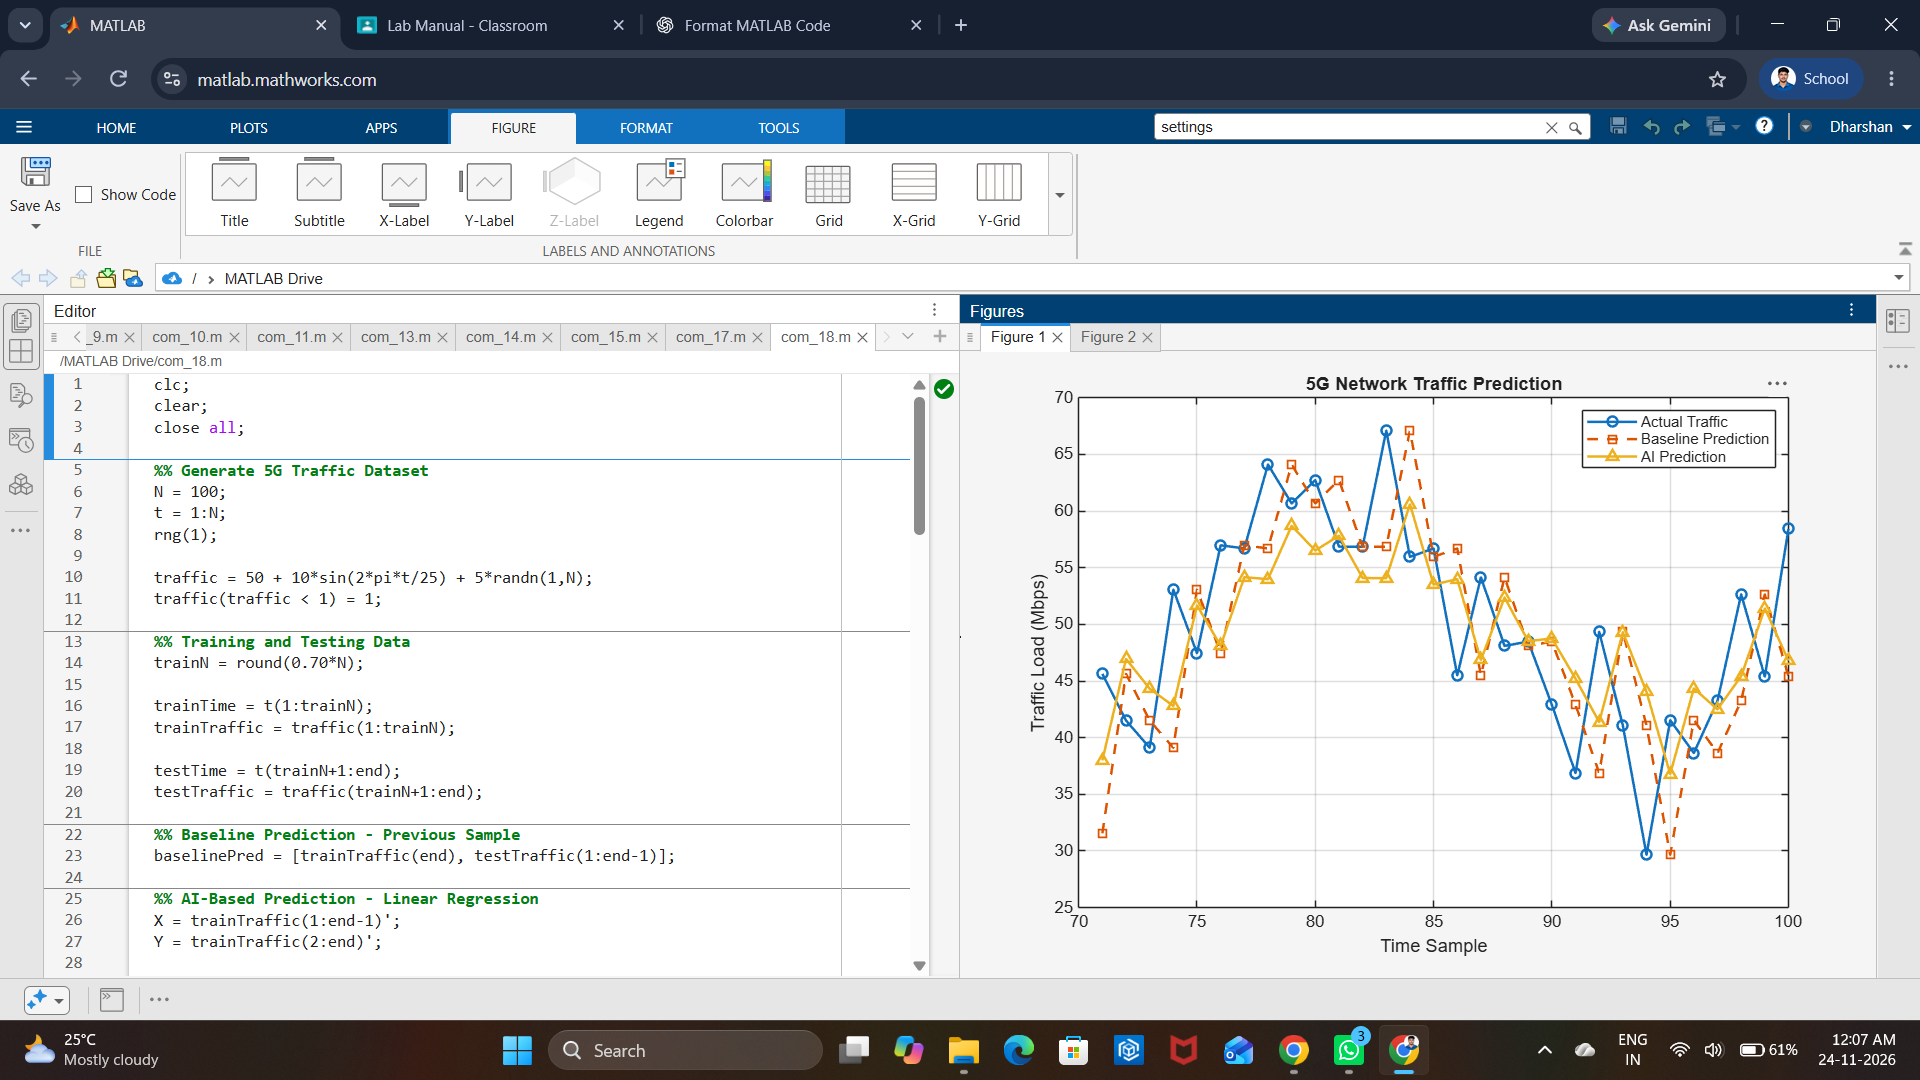 MATLAB
Lab Manual - Classroom
Format MATLAB Code
Ask Gemini
matlab.mathworks.com
School
HOME
PLOTS
APPS
FIGURE
FORMAT
TOOLS
settings
Dharshan
Save As
Show Code
Title
Subtitle
X-Label
Y-Label
Z-Label
Legend
Colorbar
Grid
X-Grid
Y-Grid
FILE
LABELS AND ANNOTATIONS
/ › MATLAB Drive
Editor
_9.m
com_10.m
com_11.m
com_13.m
com_14.m
com_15.m
com_17.m
com_18.m
/MATLAB Drive/com_18.m
1 clc;
2 clear;
3 close all;
4
5 %% Generate 5G Traffic Dataset
6 N = 100;
7 t = 1:N;
8 rng(1);
9
10 traffic = 50 + 10*sin(2*pi*t/25) + 5*randn(1,N);
11 traffic(traffic < 1) = 1;
12
13 %% Training and Testing Data
14 trainN = round(0.70*N);
15
16 trainTime = t(1:trainN);
17 trainTraffic = traffic(1:trainN);
18
19 testTime = t(trainN+1:end);
20 testTraffic = traffic(trainN+1:end);
21
22 %% Baseline Prediction - Previous Sample
23 baselinePred = [trainTraffic(end), testTraffic(1:end-1)];
24
25 %% AI-Based Prediction - Linear Regression
26 X = trainTraffic(1:end-1)';
27 Y = trainTraffic(2:end)';
28
Figures
Figure 1
Figure 2
5G Network Traffic Prediction
Actual Traffic
Baseline Prediction
AI Prediction
Traffic Load (Mbps)
70
65
60
55
50
45
40
35
30
25
70 75 80 85 90 95 100
Time Sample
25°C
Mostly cloudy
Search
3
ENG
IN
61%
12:07 AM
24-11-2026